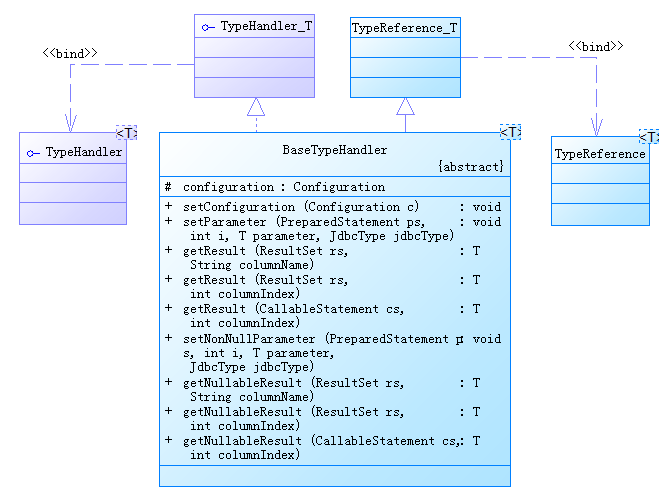 TypeHandler_T
TypeReference_T
<<bind>>
<<bind>>
<T>
TypeHandler
<T>
TypeReference
<T>
BaseTypeHandler
{abstract}
# configuration : Configuration
+ setConfiguration (Configuration c) : void
+ setParameter (PreparedStatement ps, : void
int i, T parameter, JdbcType jdbcType)
+ getResult (ResultSet rs, : T
String columnName)
+ getResult (ResultSet rs, : T
int columnIndex)
+ getResult (CallableStatement cs, : T
int columnIndex)
+ setNonNullParameter (PreparedStatement p : void
s, int i, T parameter,
JdbcType jdbcType)
+ getNullableResult (ResultSet rs, : T
String columnName)
+ getNullableResult (ResultSet rs, : T
int columnIndex)
+ getNullableResult (CallableStatement cs, : T
int columnIndex)